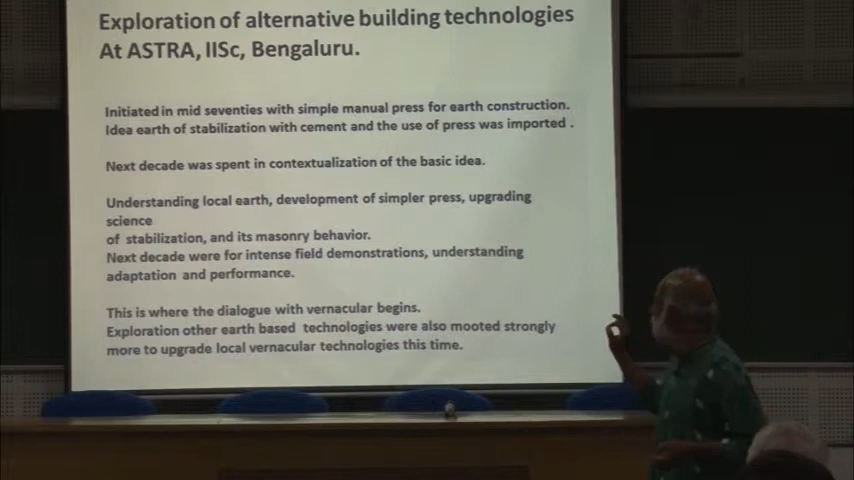 Exploration of alternative building technologies
At ASTRA, IISc, Bengaluru.
Initiated in mid seventies with simple manual press for earth construction.
Idea earth of stabilization with cement and the use of press was imported .
Next decade was spent in contextualization of the basic idea.
Understanding local earth, development of simpler press, upgrading
science
of stabilization, and its masonry behavior.
Next decade were for intense field demonstrations, understanding
adaptation and performance.
This is where the dialogue with vernacular begins.
Exploration other earth based technologies were also mooted strongly
more to upgrade local vernacular technologies this time.